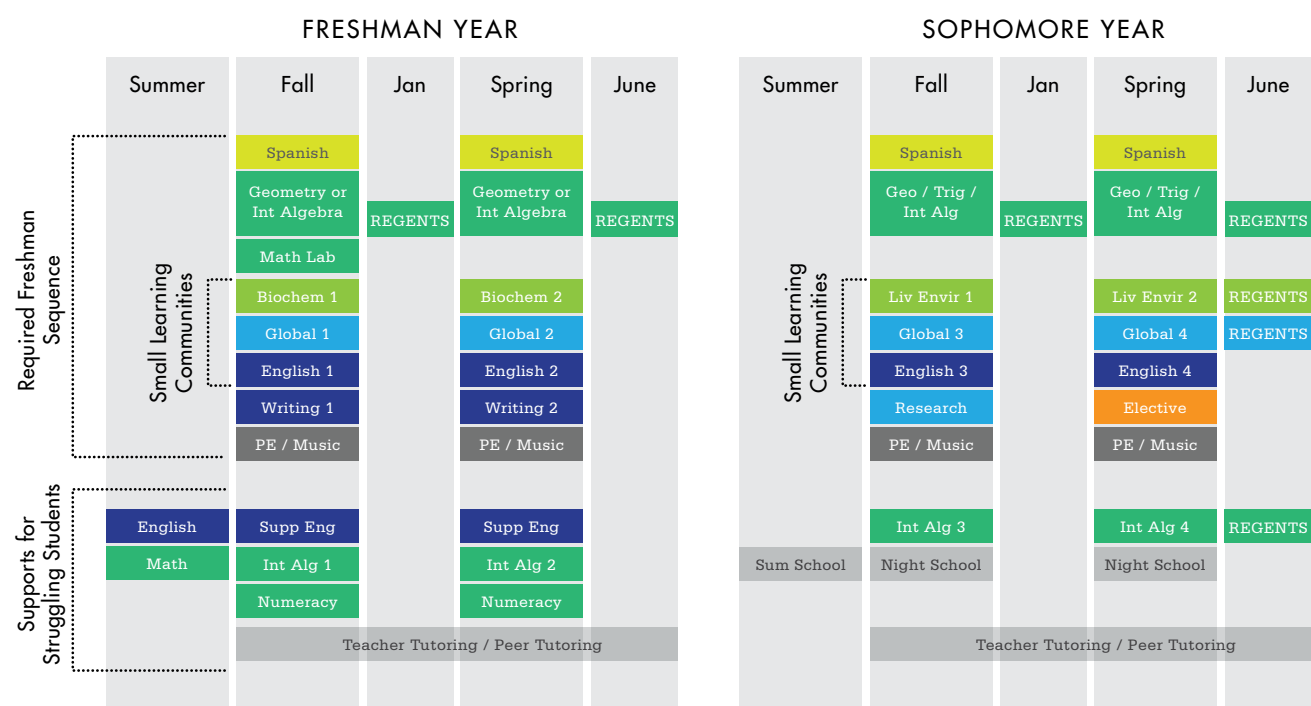 FRESHMAN YEAR
SOPHOMORE YEAR
Summer
Fall
Jan
Spring
June
Summer
Fall
Jan
Spring
June
Required Freshman
Sequence
Small Learning
Communities
Supports for
Struggling Students
Spanish
Spanish
Geometry or
Int Algebra
REGENTS
Geometry or
Int Algebra
REGENTS
Math Lab
Biochem 1
Biochem 2
Global 1
Global 2
English 1
English 2
Writing 1
Writing 2
PE / Music
PE / Music
English
Supp Eng
Supp Eng
Math
Int Alg 1
Int Alg 2
Numeracy
Numeracy
Teacher Tutoring / Peer Tutoring
Small Learning
Communities
Spanish
Spanish
Geo / Trig /
Int Alg
REGENTS
Geo / Trig /
Int Alg
REGENTS
Liv Envir 1
Liv Envir 2
REGENTS
Global 3
Global 4
REGENTS
English 3
English 4
Research
Elective
PE / Music
PE / Music
Int Alg 3
Int Alg 4
REGENTS
Sum School
Night School
Night School
Teacher Tutoring / Peer Tutoring